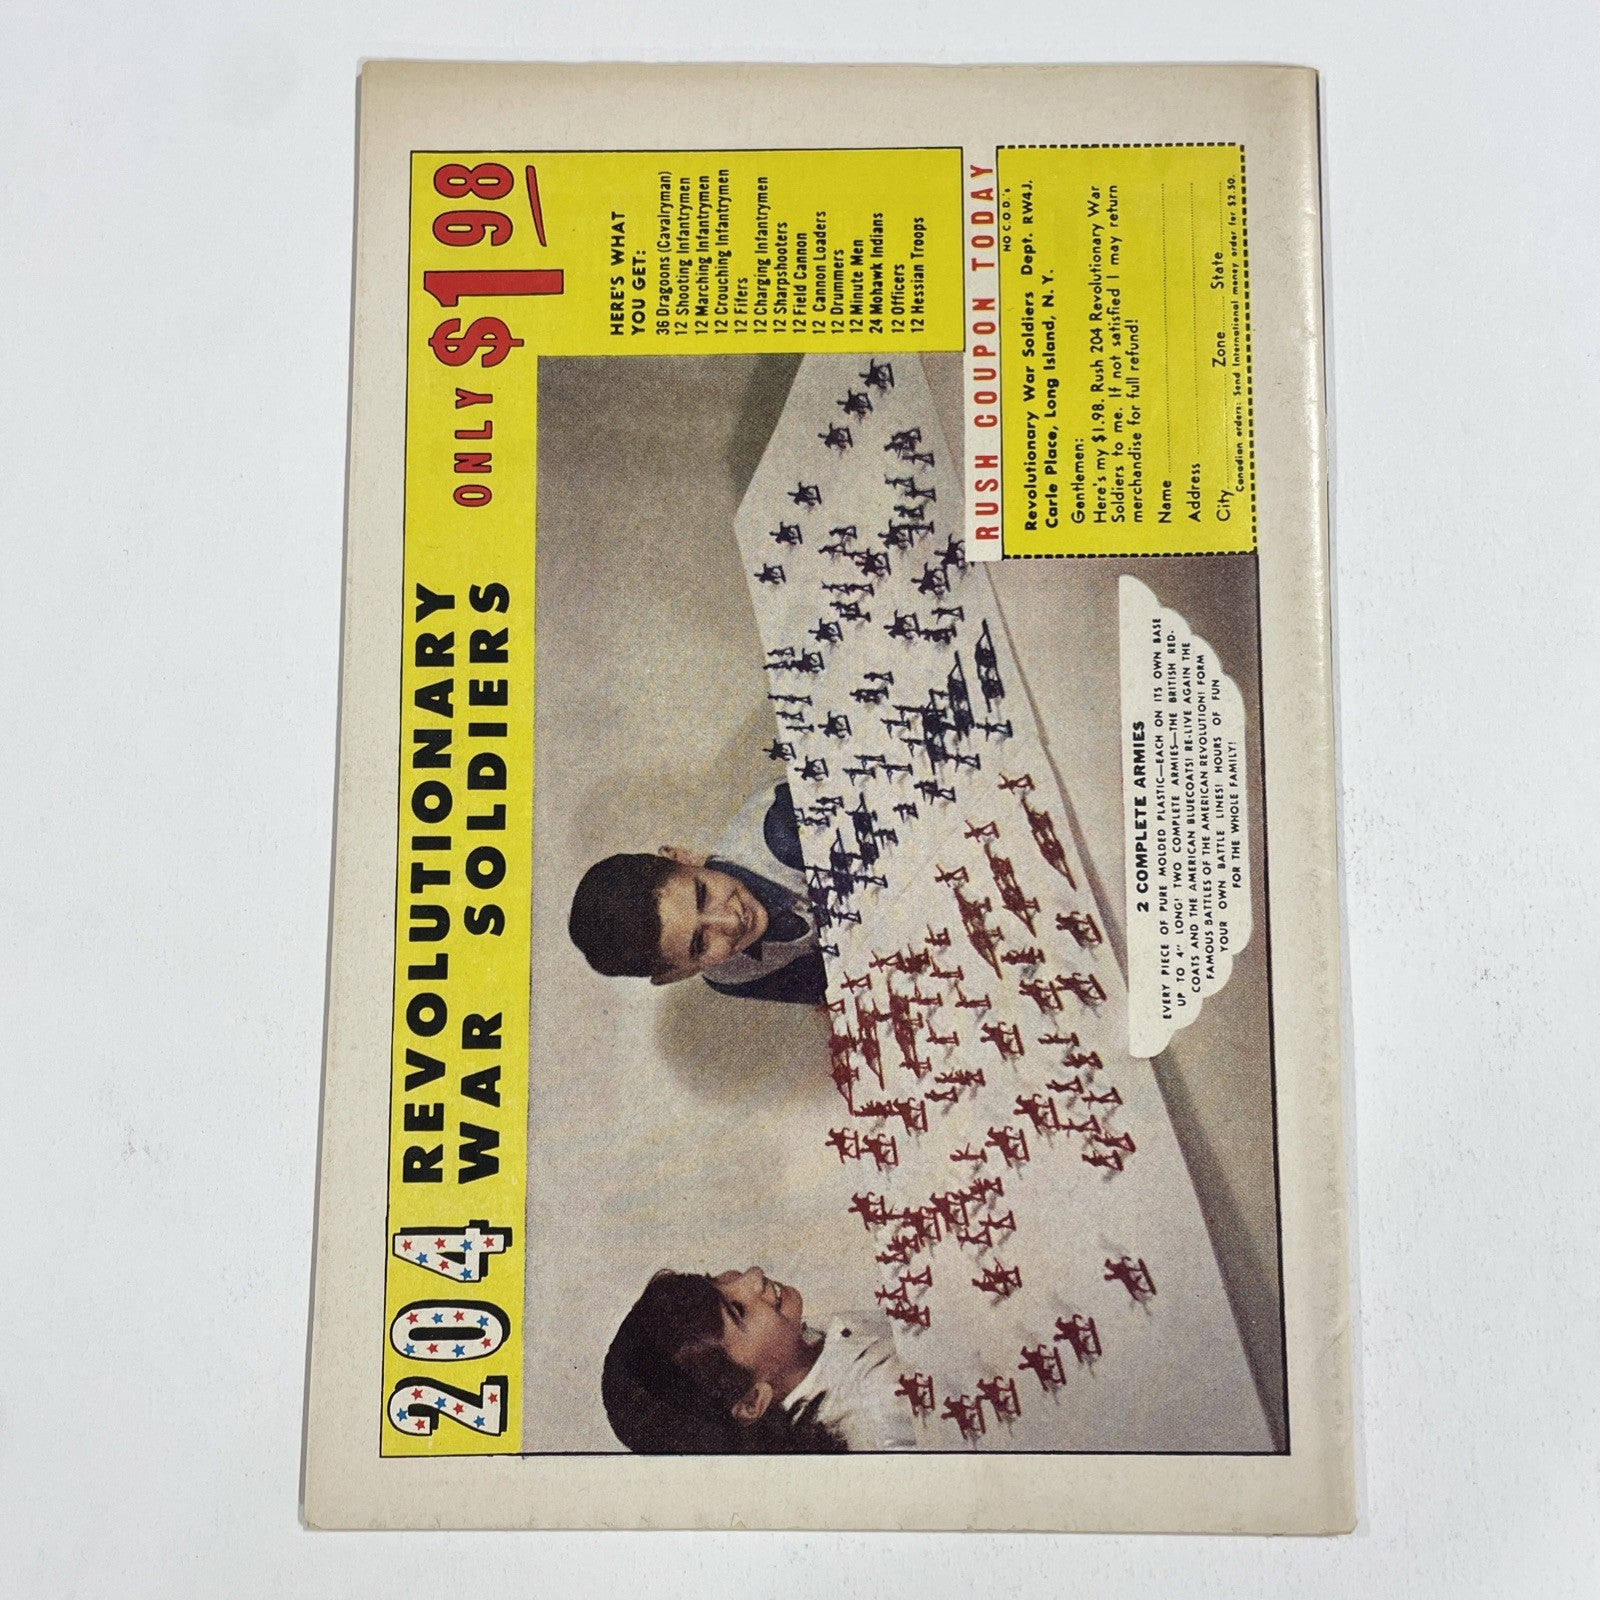 204 REVOLUTIONARY
WAR SOLDIERS
ONLY $1 98
HERE'S WHAT
YOU GET:
36 Dragoons (Cavalryman)
12 Shooting Infantrymen
12 Marching Infantrymen
12 Crouching Infantrymen
12 Fifers
12 Charging Infantrymen
12 Sharpshooters
12 Field Cannon
12 Cannon Loaders
12 Drummers
12 Minute Men
24 Mohawk Indians
12 Officers
12 Hessian Troops
2 COMPLETE ARMIES
EVERY PIECE OF PURE MOLDED PLASTIC—EACH ON ITS OWN BASE
UP TO 4" LONG! TWO COMPLETE ARMIES—THE BRITISH RED-
COATS AND THE AMERICAN BLUECOATS! RE-LIVE AGAIN THE
FAMOUS BATTLES OF THE AMERICAN REVOLUTION! FORM
YOUR OWN BATTLE LINES! HOURS OF FUN
FOR THE WHOLE FAMILY!
RUSH COUPON TODAY
NO C.O.D.'s
Revolutionary War Soldiers Dept. RW4J.
Carle Place, Long Island, N. Y.
Gentlemen:
Here's my $1.98. Rush 204 Revolutionary War
Soldiers to me. If not satisfied I may return
merchandise for full refund!
Name
Address
City Zone State
Canadian orders: Send International money order for $2.50.